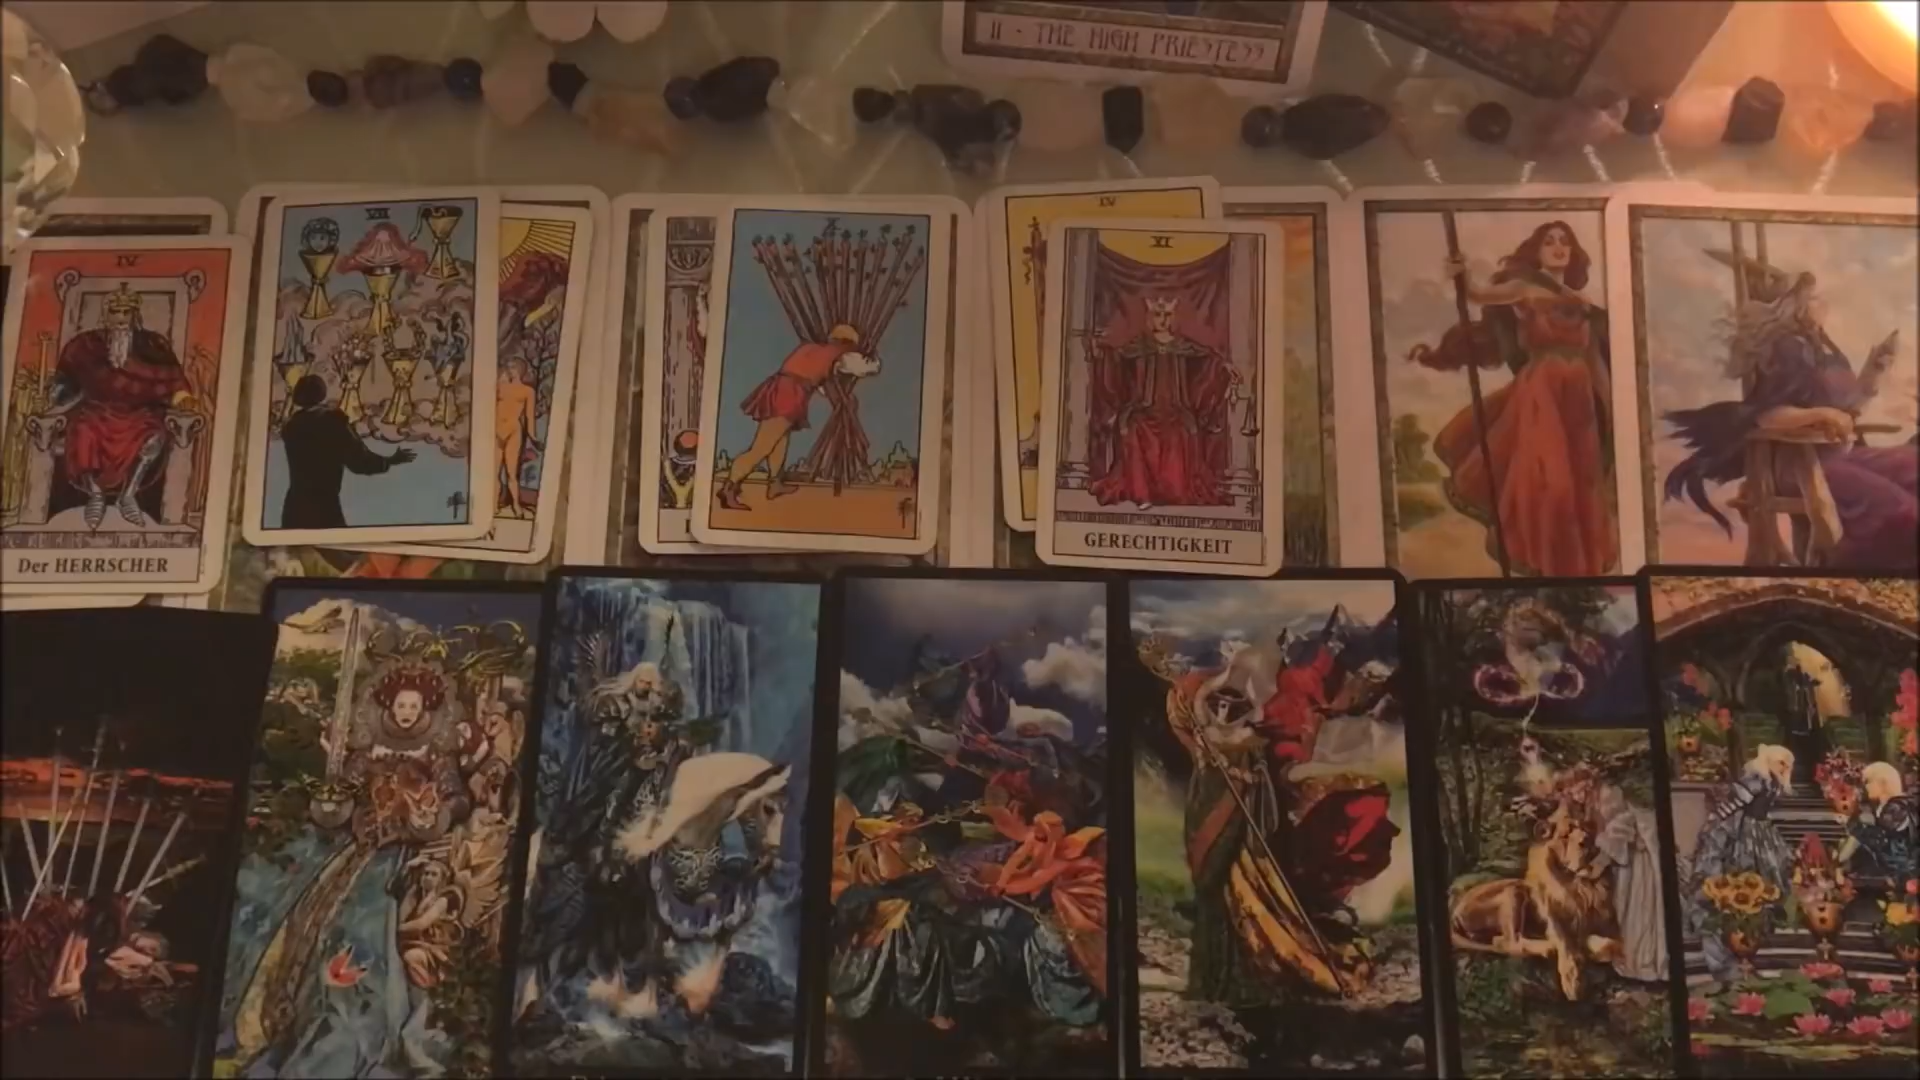 II - THE HIGH PRIESTESS
IV
VII
X
IV
XI
Der HERRSCHER
N
GERECHTIGKEIT